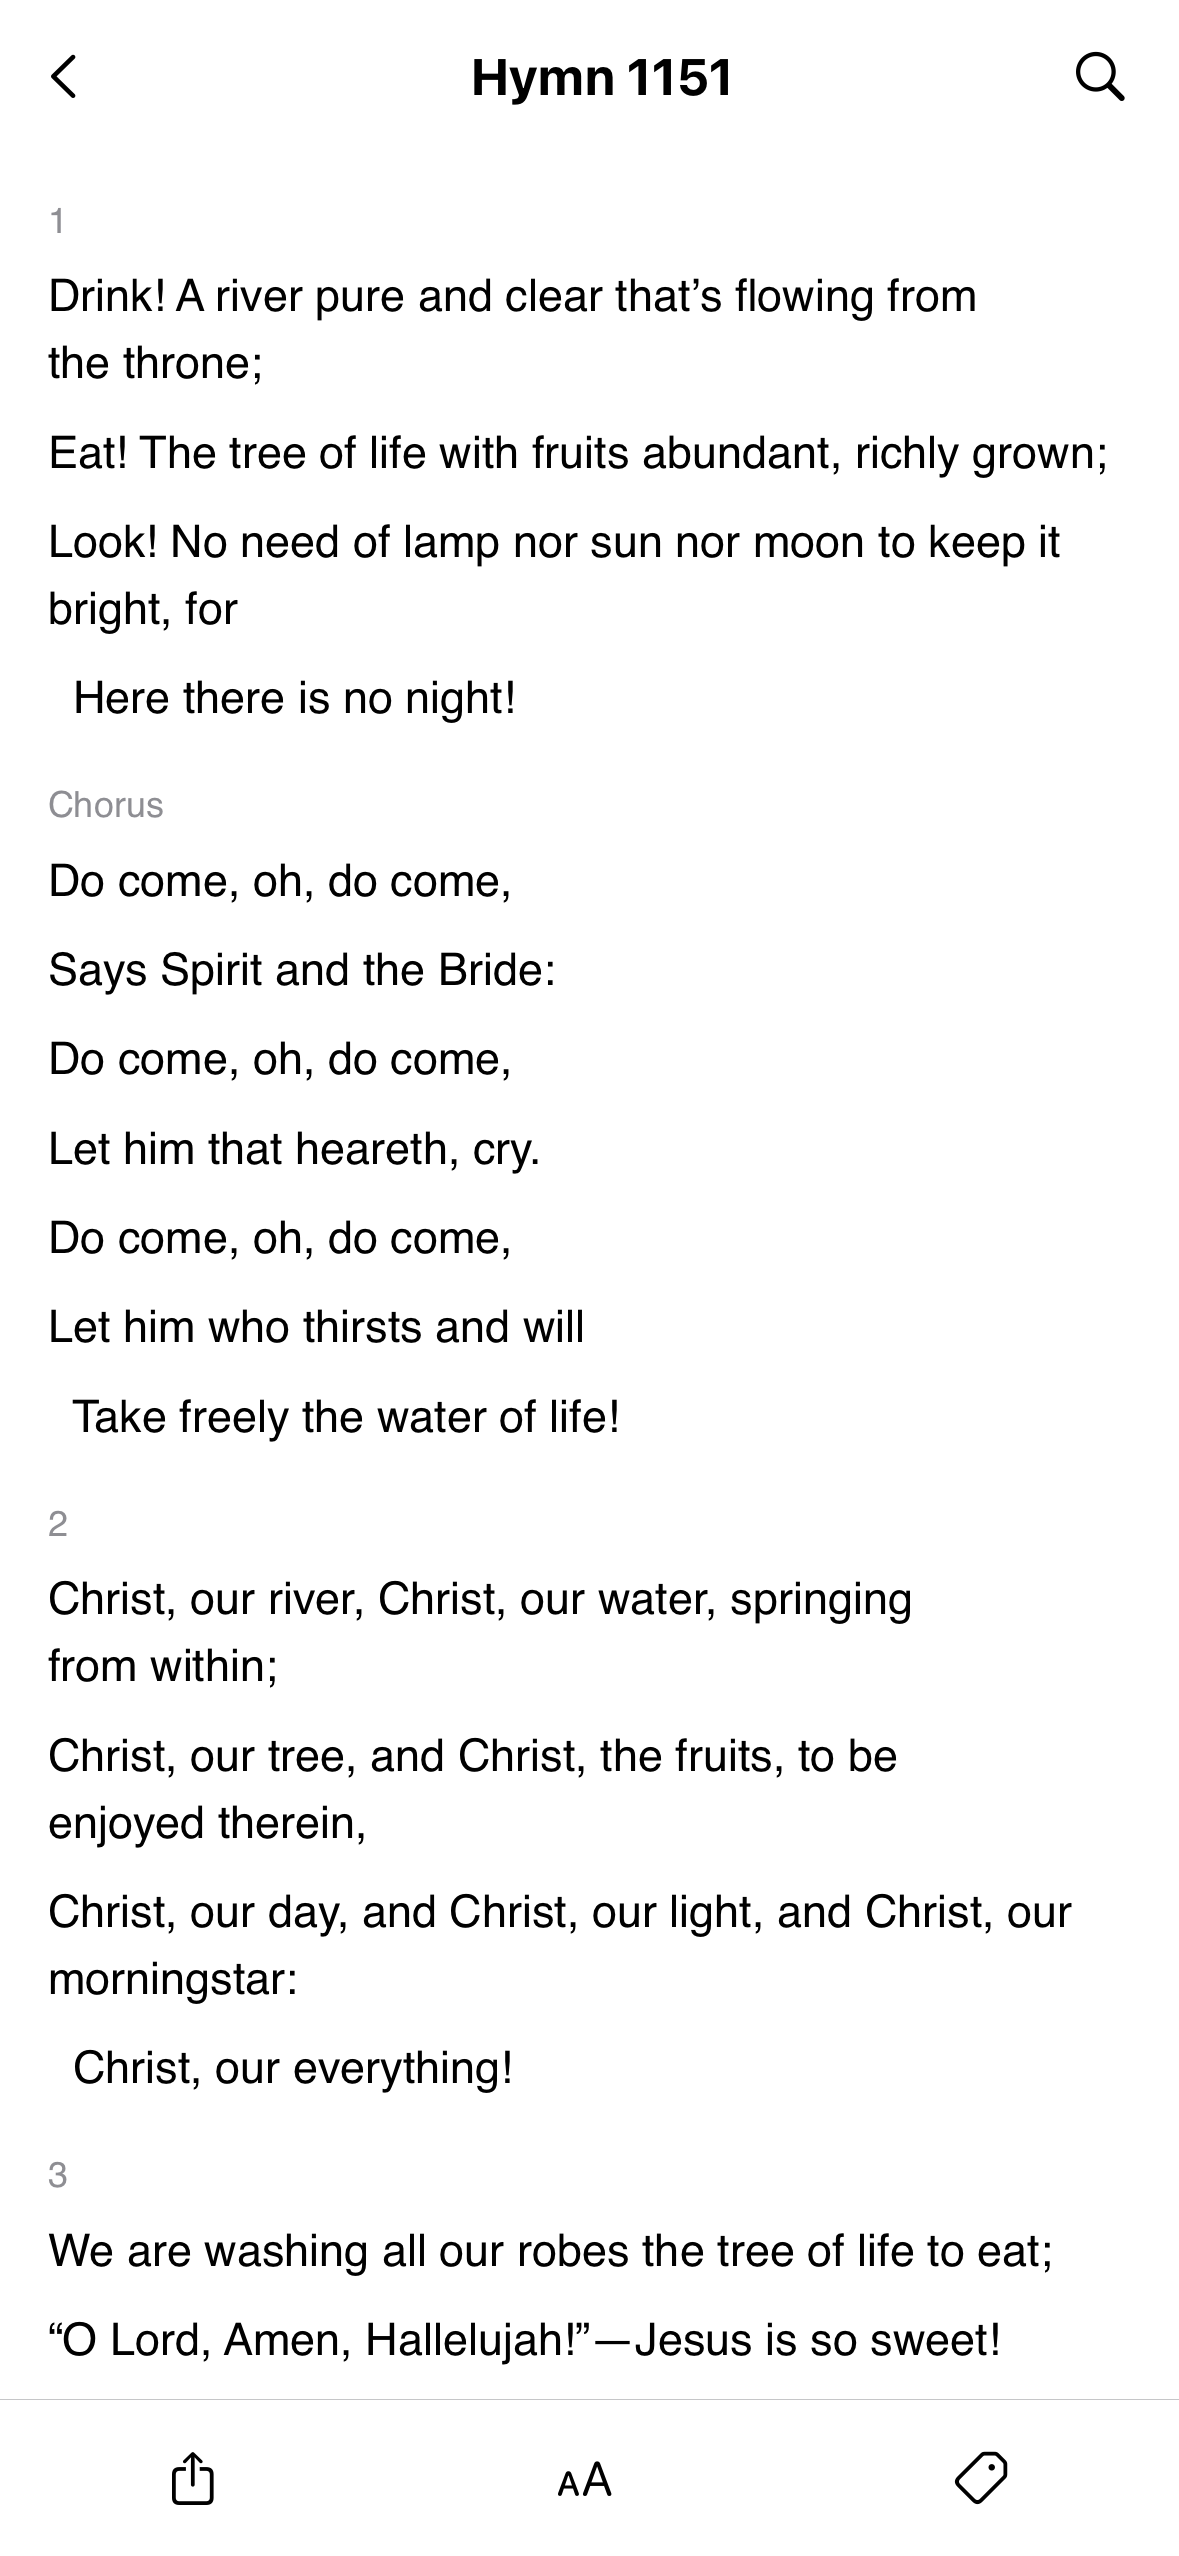 Hymn 1151
1
Drink! A river pure and clear that’s flowing from
the throne;
Eat! The tree of life with fruits abundant, richly grown;
Look! No need of lamp nor sun nor moon to keep it
bright, for
Here there is no night!
Chorus
Do come, oh, do come,
Says Spirit and the Bride:
Do come, oh, do come,
Let him that heareth, cry.
Do come, oh, do come,
Let him who thirsts and will
Take freely the water of life!
2
Christ, our river, Christ, our water, springing
from within;
Christ, our tree, and Christ, the fruits, to be
enjoyed therein,
Christ, our day, and Christ, our light, and Christ, our
morningstar:
Christ, our everything!
3
We are washing all our robes the tree of life to eat;
“O Lord, Amen, Hallelujah!”—Jesus is so sweet!
AA